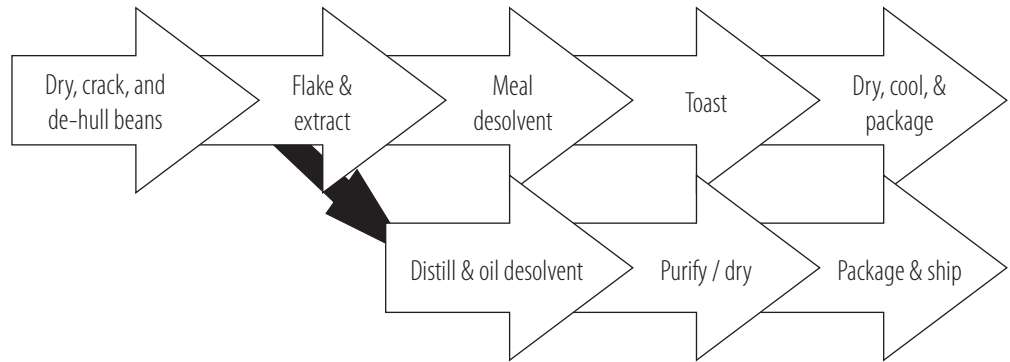 Dry, crack, and
de-hull beans
Flake &
extract
Meal
desolvent
Toast
Dry, cool, &
package
Distill & oil desolvent
Purify / dry
Package & ship